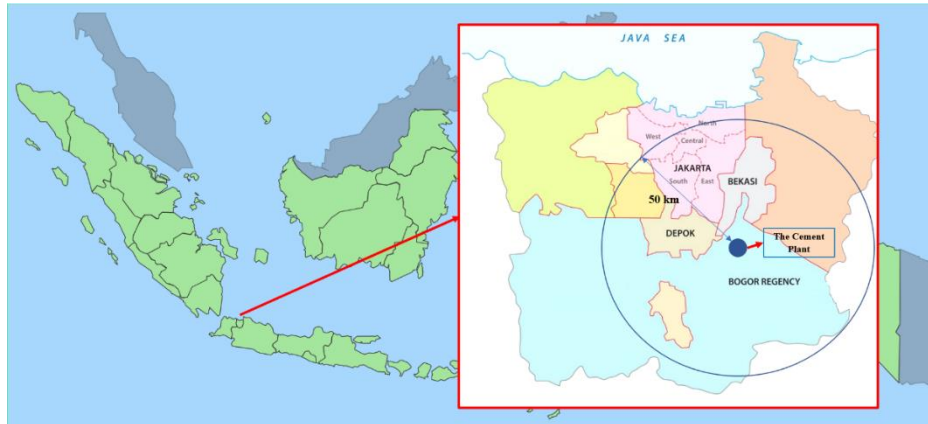 JAVA SEA
North
West
Central
JAKARTA
South East
BEKASI
50 km
DEPOK
The Cement
Plant
BOGOR REGENCY